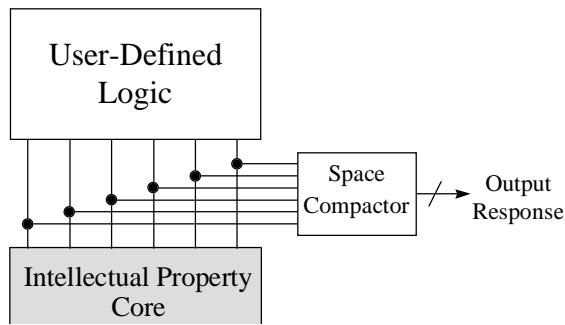 User-Defined
Logic
Space
Compactor
Output
Response
Intellectual Property
Core